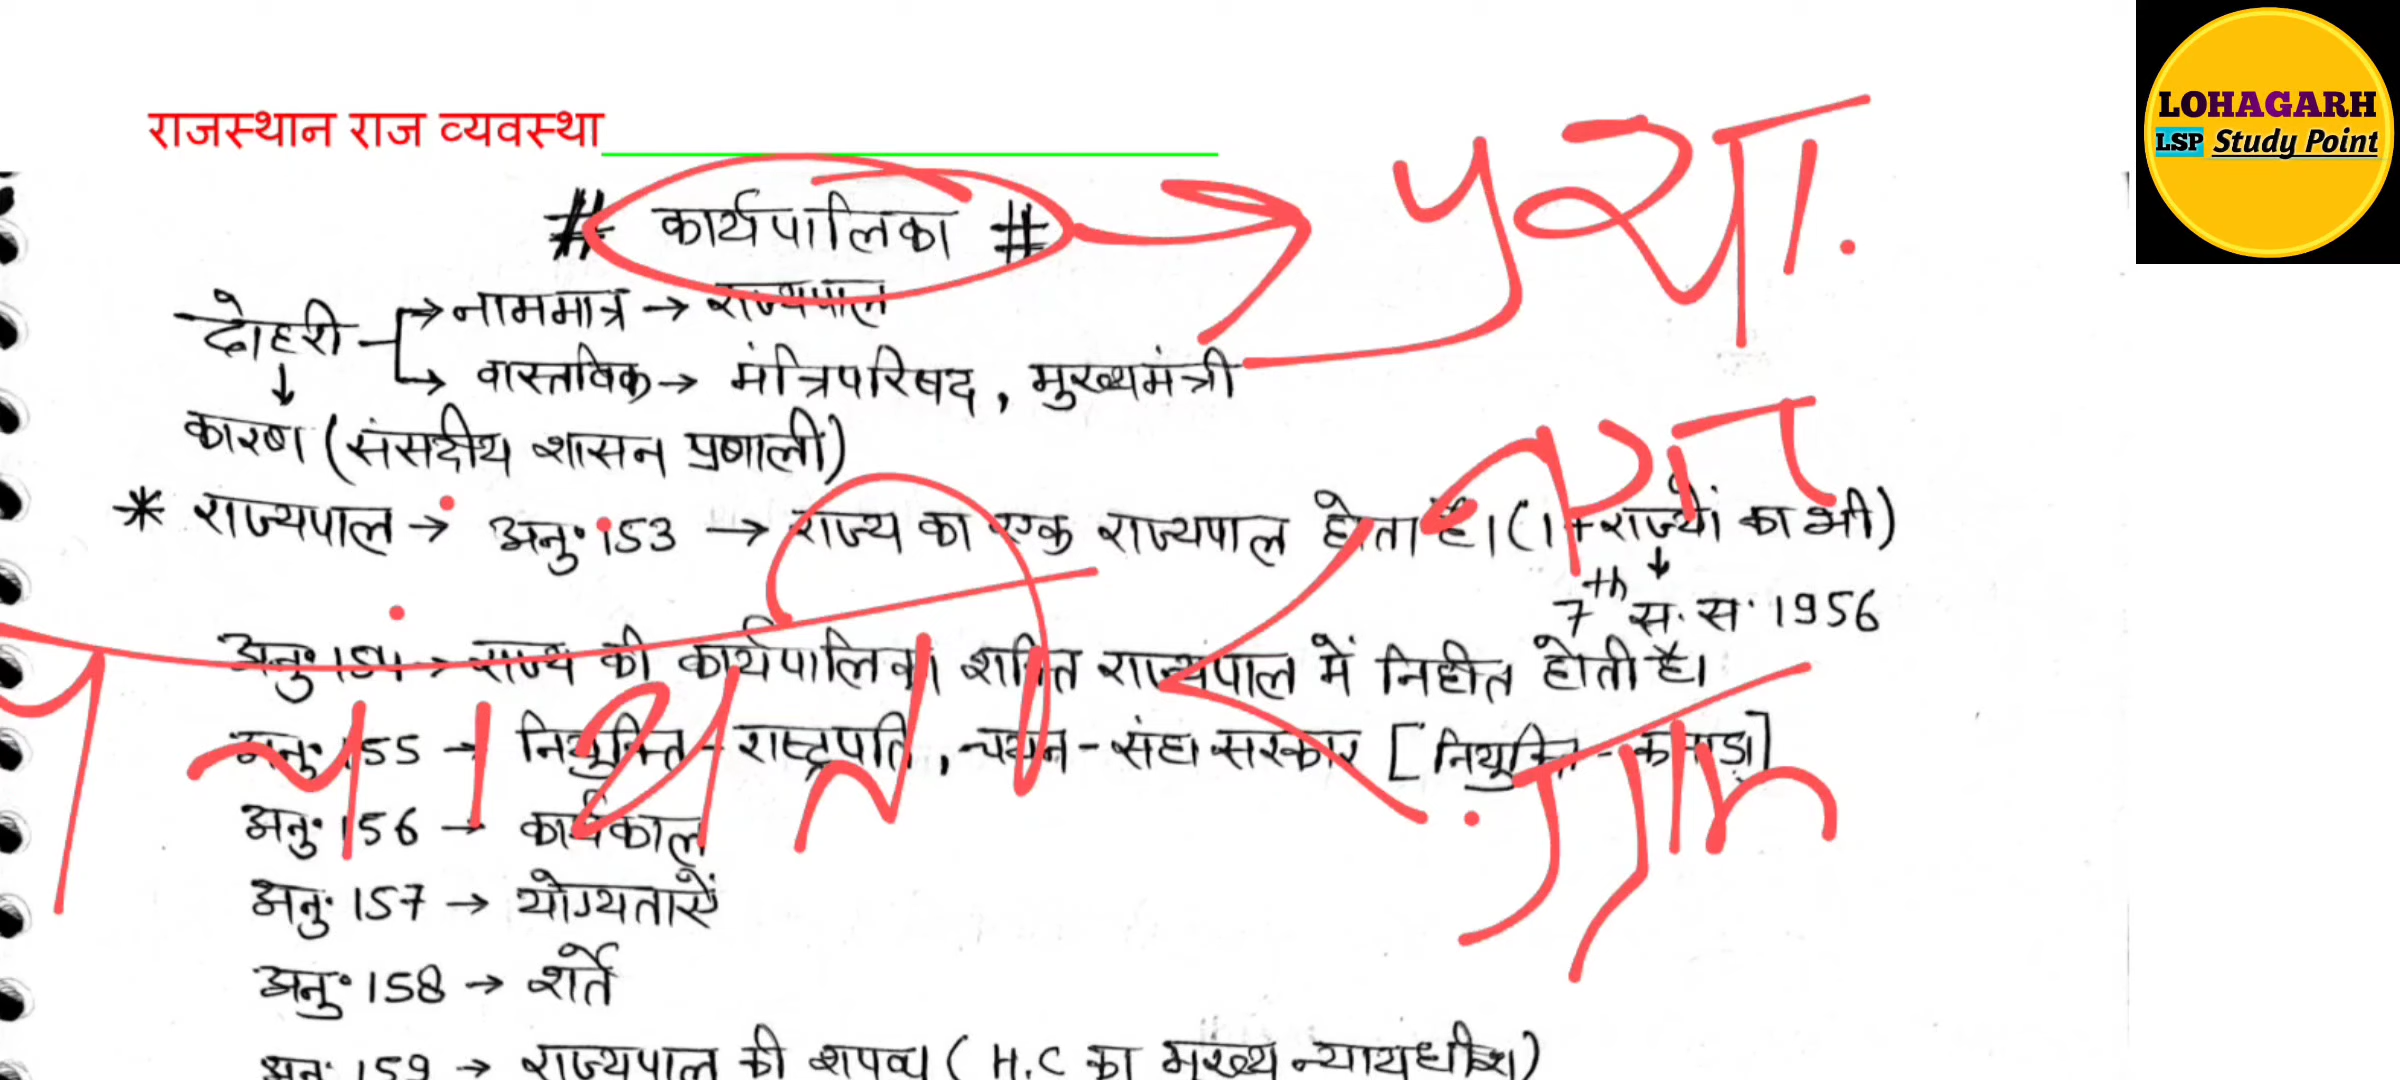 राजस्थान राज व्यवस्था
LOHAGARH
LSP Study Point
# कार्यपालिका #
दोहरी → नाममात्र → राज्यपाल
→ वास्तविक → मंत्रिपरिषद, मुख्यमंत्री
↓
कारण (संसदीय शासन प्रणाली)
* राज्यपाल → अनु॰ 153 → राज्य का एक राज्यपाल होता है। (1+ राज्यों का भी)
↓
7th स. स. 1956
अनु॰ 154 → राज्य की कार्यपालिका शक्ति राज्यपाल में निहीत होती है।
अनु॰ 155 → नियुक्ति - राष्ट्रपति, चयन - संघ सरकार [नियुक्ति - कनाडा]
अनु॰ 156 → कार्यकाल
अनु॰ 157 → योग्यताऐं
अनु॰ 158 → शर्ते
अनु॰ 159 → राज्यपाल की शपथ (H.C का मुख्य न्यायधीश)